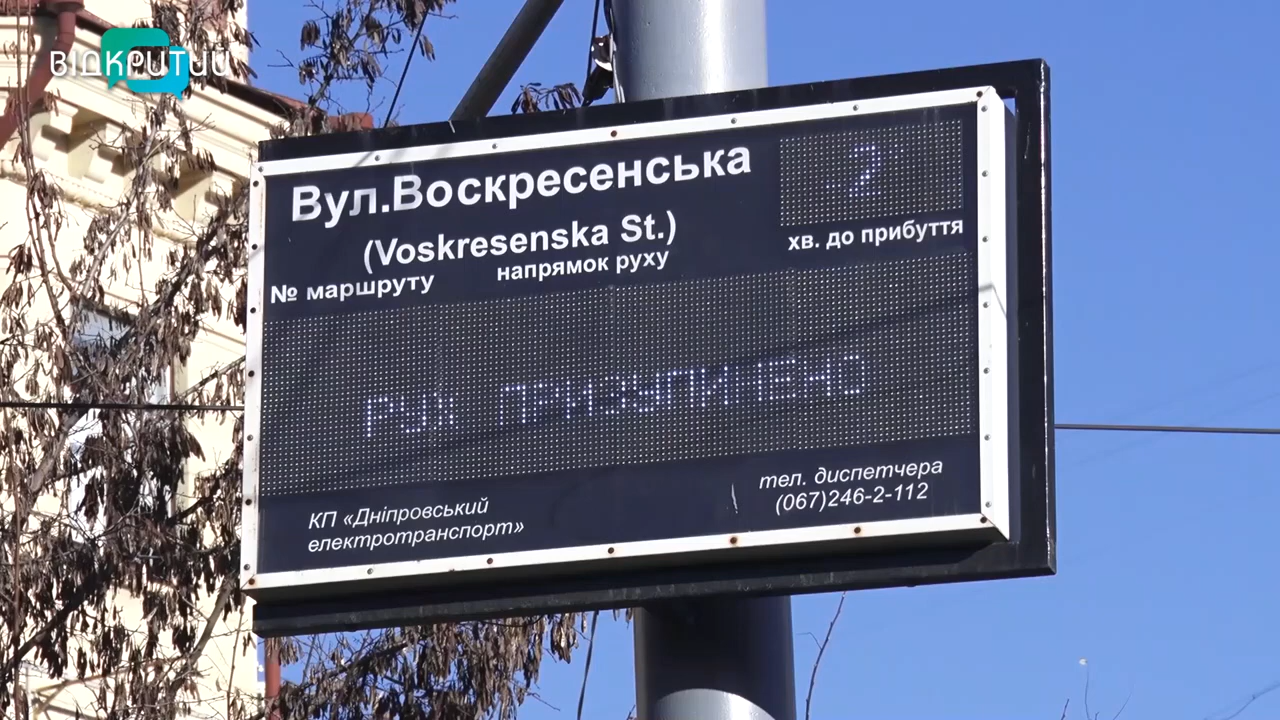 ВІДКРИТИЙ
Вул.Воскресенська
(Voskresenska St.)
2
хв. до прибуття
№ маршруту
напрямок руху
РУХ ПРИЗУПИНЕНО
КП «Дніпровський
електротранспорт»
тел. диспетчера
(067)246-2-112